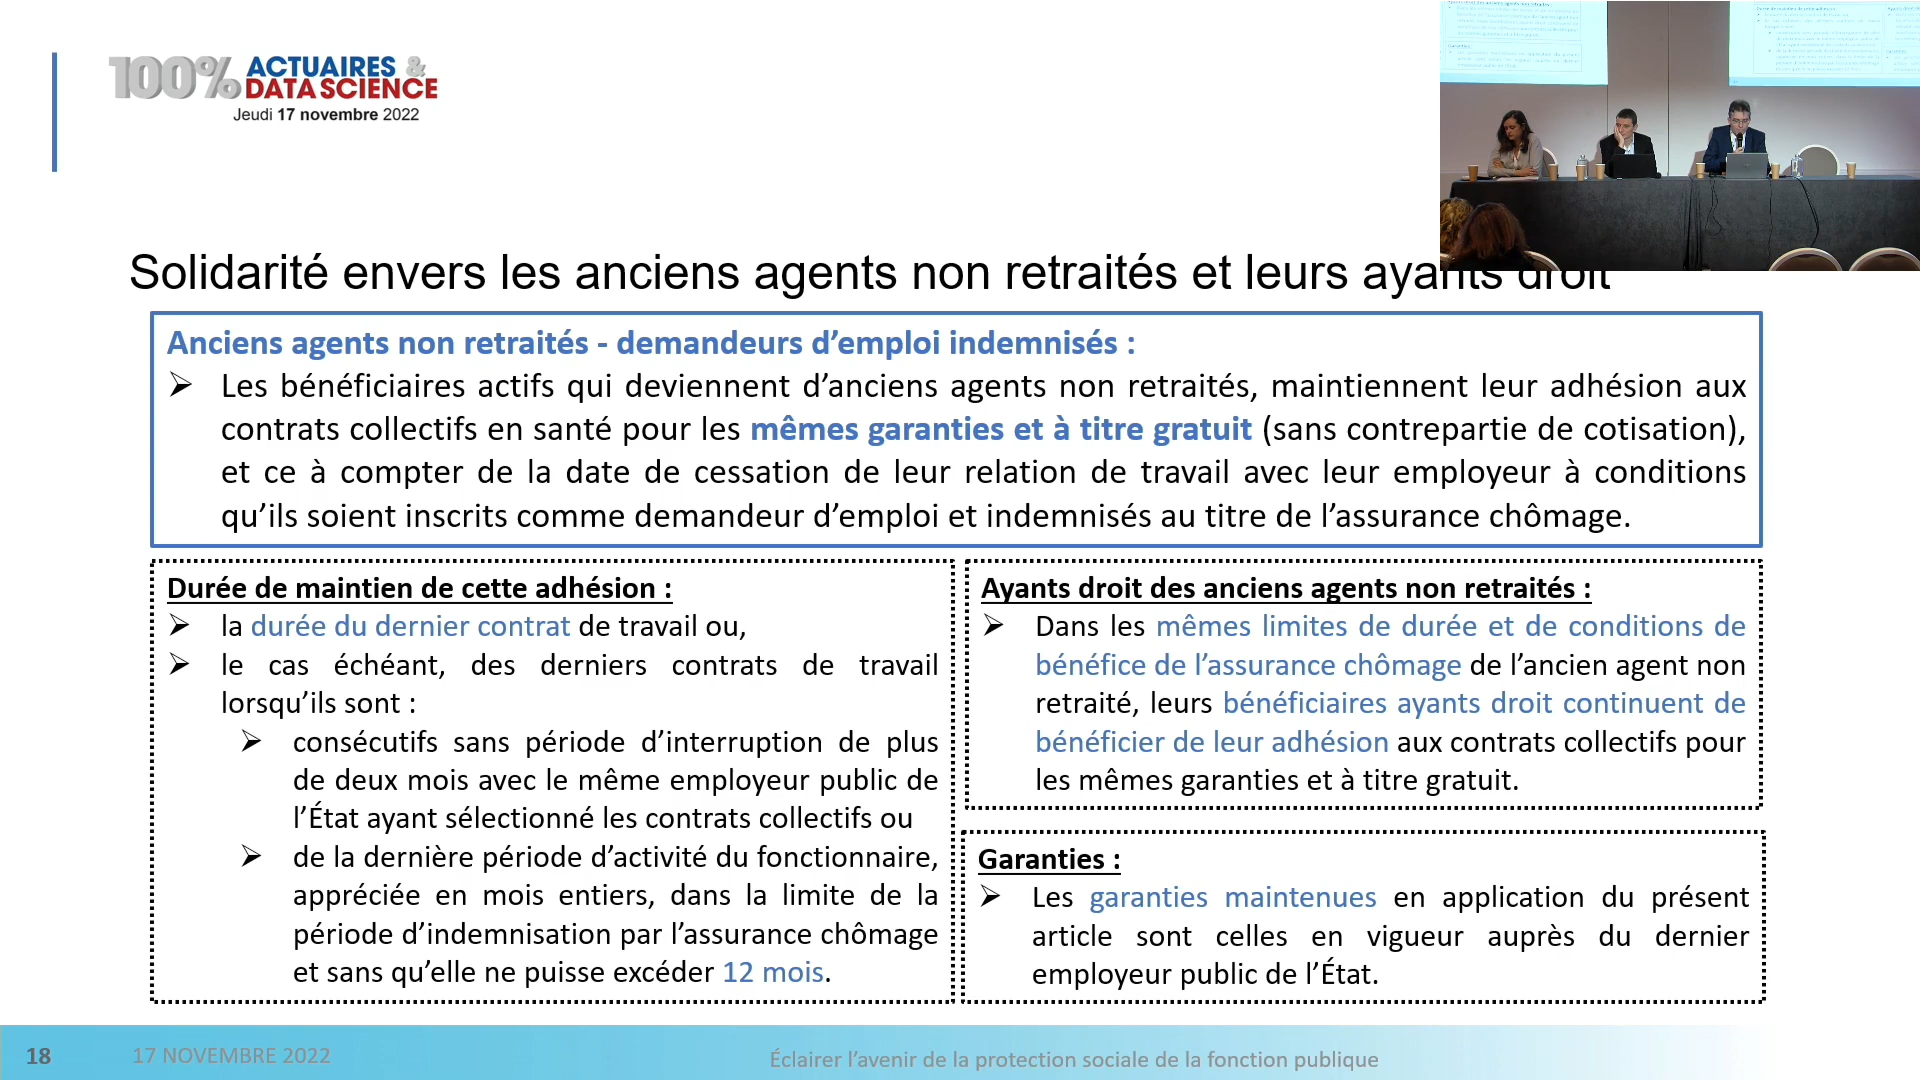 100% ACTUAIRES &
DATA SCIENCE
Jeudi 17 novembre 2022
Solidarité envers les anciens agents non retraités et leurs ayants droit
Anciens agents non retraités - demandeurs d’emploi indemnisés :
➢ Les bénéficiaires actifs qui deviennent d’anciens agents non retraités, maintiennent leur adhésion aux
contrats collectifs en santé pour les mêmes garanties et à titre gratuit (sans contrepartie de cotisation),
et ce à compter de la date de cessation de leur relation de travail avec leur employeur à conditions
qu’ils soient inscrits comme demandeur d’emploi et indemnisés au titre de l’assurance chômage.
Durée de maintien de cette adhésion :
➢ la durée du dernier contrat de travail ou,
➢ le cas échéant, des derniers contrats de travail
lorsqu’ils sont :
➢ consécutifs sans période d’interruption de plus
de deux mois avec le même employeur public de
l’État ayant sélectionné les contrats collectifs ou
➢ de la dernière période d’activité du fonctionnaire,
appréciée en mois entiers, dans la limite de la
période d’indemnisation par l’assurance chômage
et sans qu’elle ne puisse excéder 12 mois.
Ayants droit des anciens agents non retraités :
➢ Dans les mêmes limites de durée et de conditions de
bénéfice de l’assurance chômage de l’ancien agent non
retraité, leurs bénéficiaires ayants droit continuent de
bénéficier de leur adhésion aux contrats collectifs pour
les mêmes garanties et à titre gratuit.
Garanties :
➢ Les garanties maintenues en application du présent
article sont celles en vigueur auprès du dernier
employeur public de l’État.
18
17 NOVEMBRE 2022
Éclairer l’avenir de la protection sociale de la fonction publique